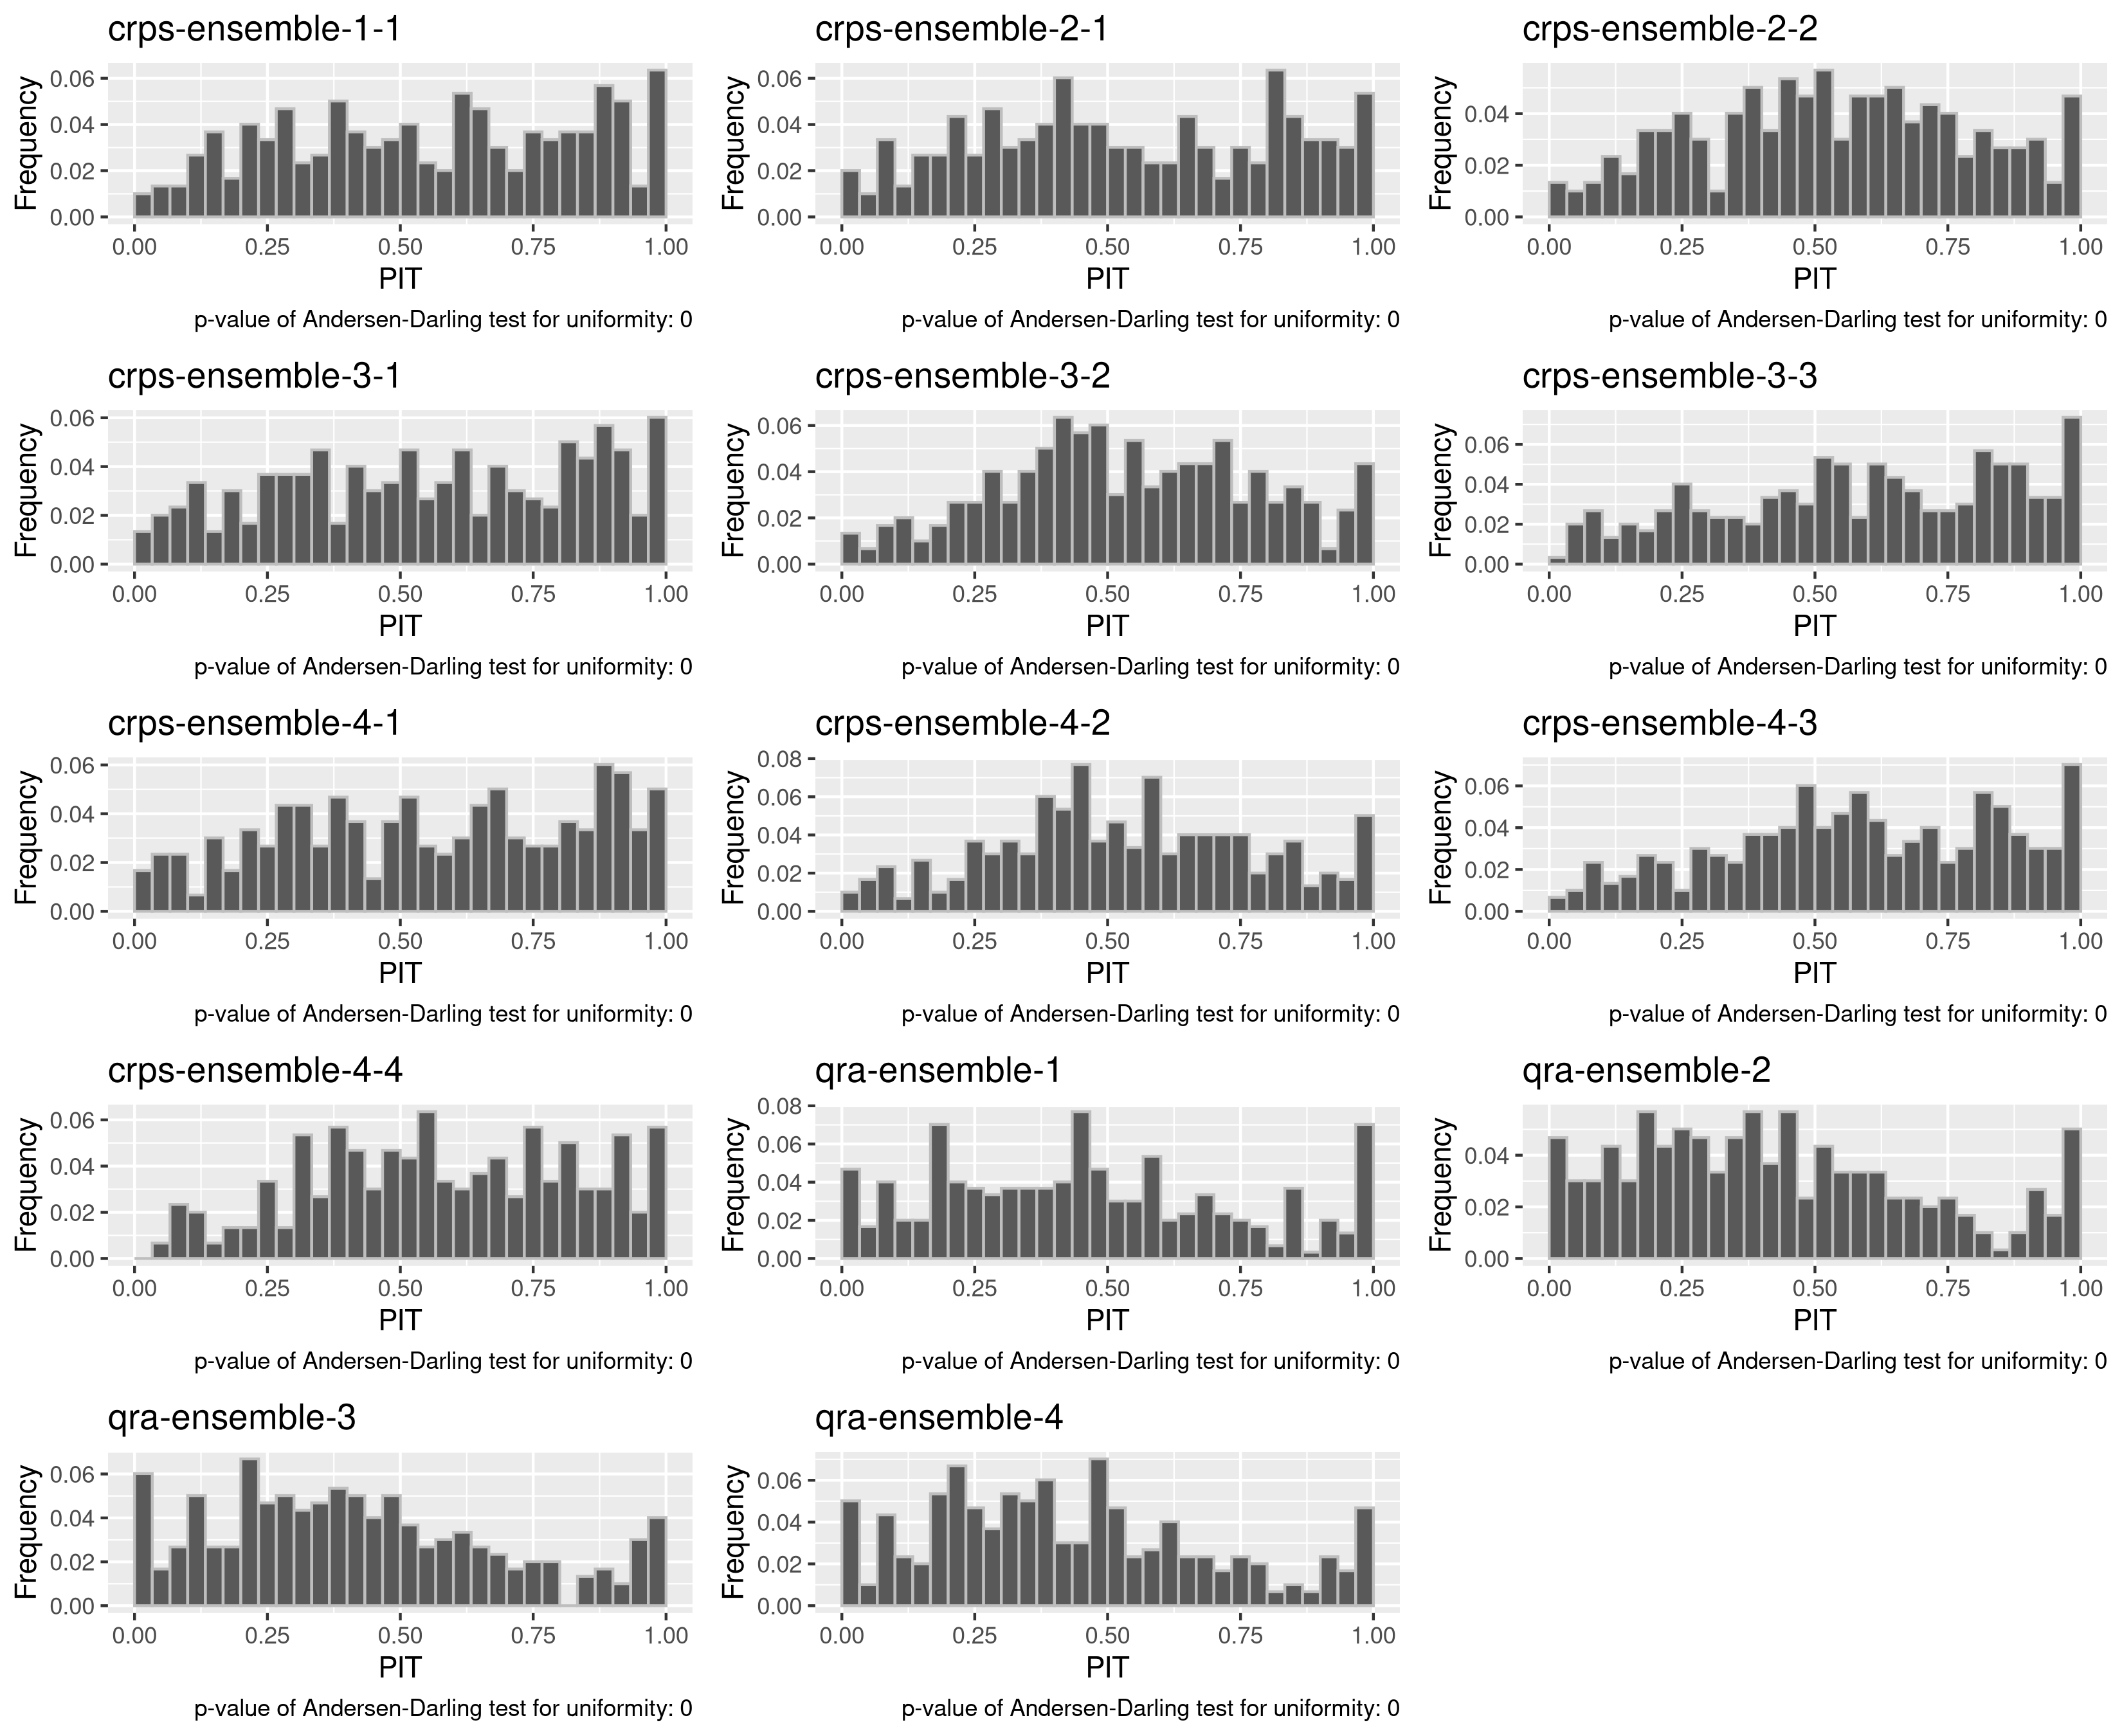 crps-ensemble-1-1
crps-ensemble-2-1
crps-ensemble-2-2
Frequency
0.06
0.04
0.02
0.00
0.00 0.25 0.50 0.75 1.00
PIT
p-value of Andersen-Darling test for uniformity: 0
Frequency
0.06
0.04
0.02
0.00
0.00 0.25 0.50 0.75 1.00
PIT
p-value of Andersen-Darling test for uniformity: 0
Frequency
0.04
0.02
0.00
0.00 0.25 0.50 0.75 1.00
PIT
p-value of Andersen-Darling test for uniformity: 0
crps-ensemble-3-1
crps-ensemble-3-2
crps-ensemble-3-3
Frequency
0.06
0.04
0.02
0.00
0.00 0.25 0.50 0.75 1.00
PIT
p-value of Andersen-Darling test for uniformity: 0
Frequency
0.06
0.04
0.02
0.00
0.00 0.25 0.50 0.75 1.00
PIT
p-value of Andersen-Darling test for uniformity: 0
Frequency
0.06
0.04
0.02
0.00
0.00 0.25 0.50 0.75 1.00
PIT
p-value of Andersen-Darling test for uniformity: 0
crps-ensemble-4-1
crps-ensemble-4-2
crps-ensemble-4-3
Frequency
0.06
0.04
0.02
0.00
0.00 0.25 0.50 0.75 1.00
PIT
p-value of Andersen-Darling test for uniformity: 0
Frequency
0.08
0.06
0.04
0.02
0.00
0.00 0.25 0.50 0.75 1.00
PIT
p-value of Andersen-Darling test for uniformity: 0
Frequency
0.06
0.04
0.02
0.00
0.00 0.25 0.50 0.75 1.00
PIT
p-value of Andersen-Darling test for uniformity: 0
crps-ensemble-4-4
qra-ensemble-1
qra-ensemble-2
Frequency
0.06
0.04
0.02
0.00
0.00 0.25 0.50 0.75 1.00
PIT
p-value of Andersen-Darling test for uniformity: 0
Frequency
0.08
0.06
0.04
0.02
0.00
0.00 0.25 0.50 0.75 1.00
PIT
p-value of Andersen-Darling test for uniformity: 0
Frequency
0.04
0.02
0.00
0.00 0.25 0.50 0.75 1.00
PIT
p-value of Andersen-Darling test for uniformity: 0
qra-ensemble-3
qra-ensemble-4
Frequency
0.06
0.04
0.02
0.00
0.00 0.25 0.50 0.75 1.00
PIT
p-value of Andersen-Darling test for uniformity: 0
Frequency
0.06
0.04
0.02
0.00
0.00 0.25 0.50 0.75 1.00
PIT
p-value of Andersen-Darling test for uniformity: 0